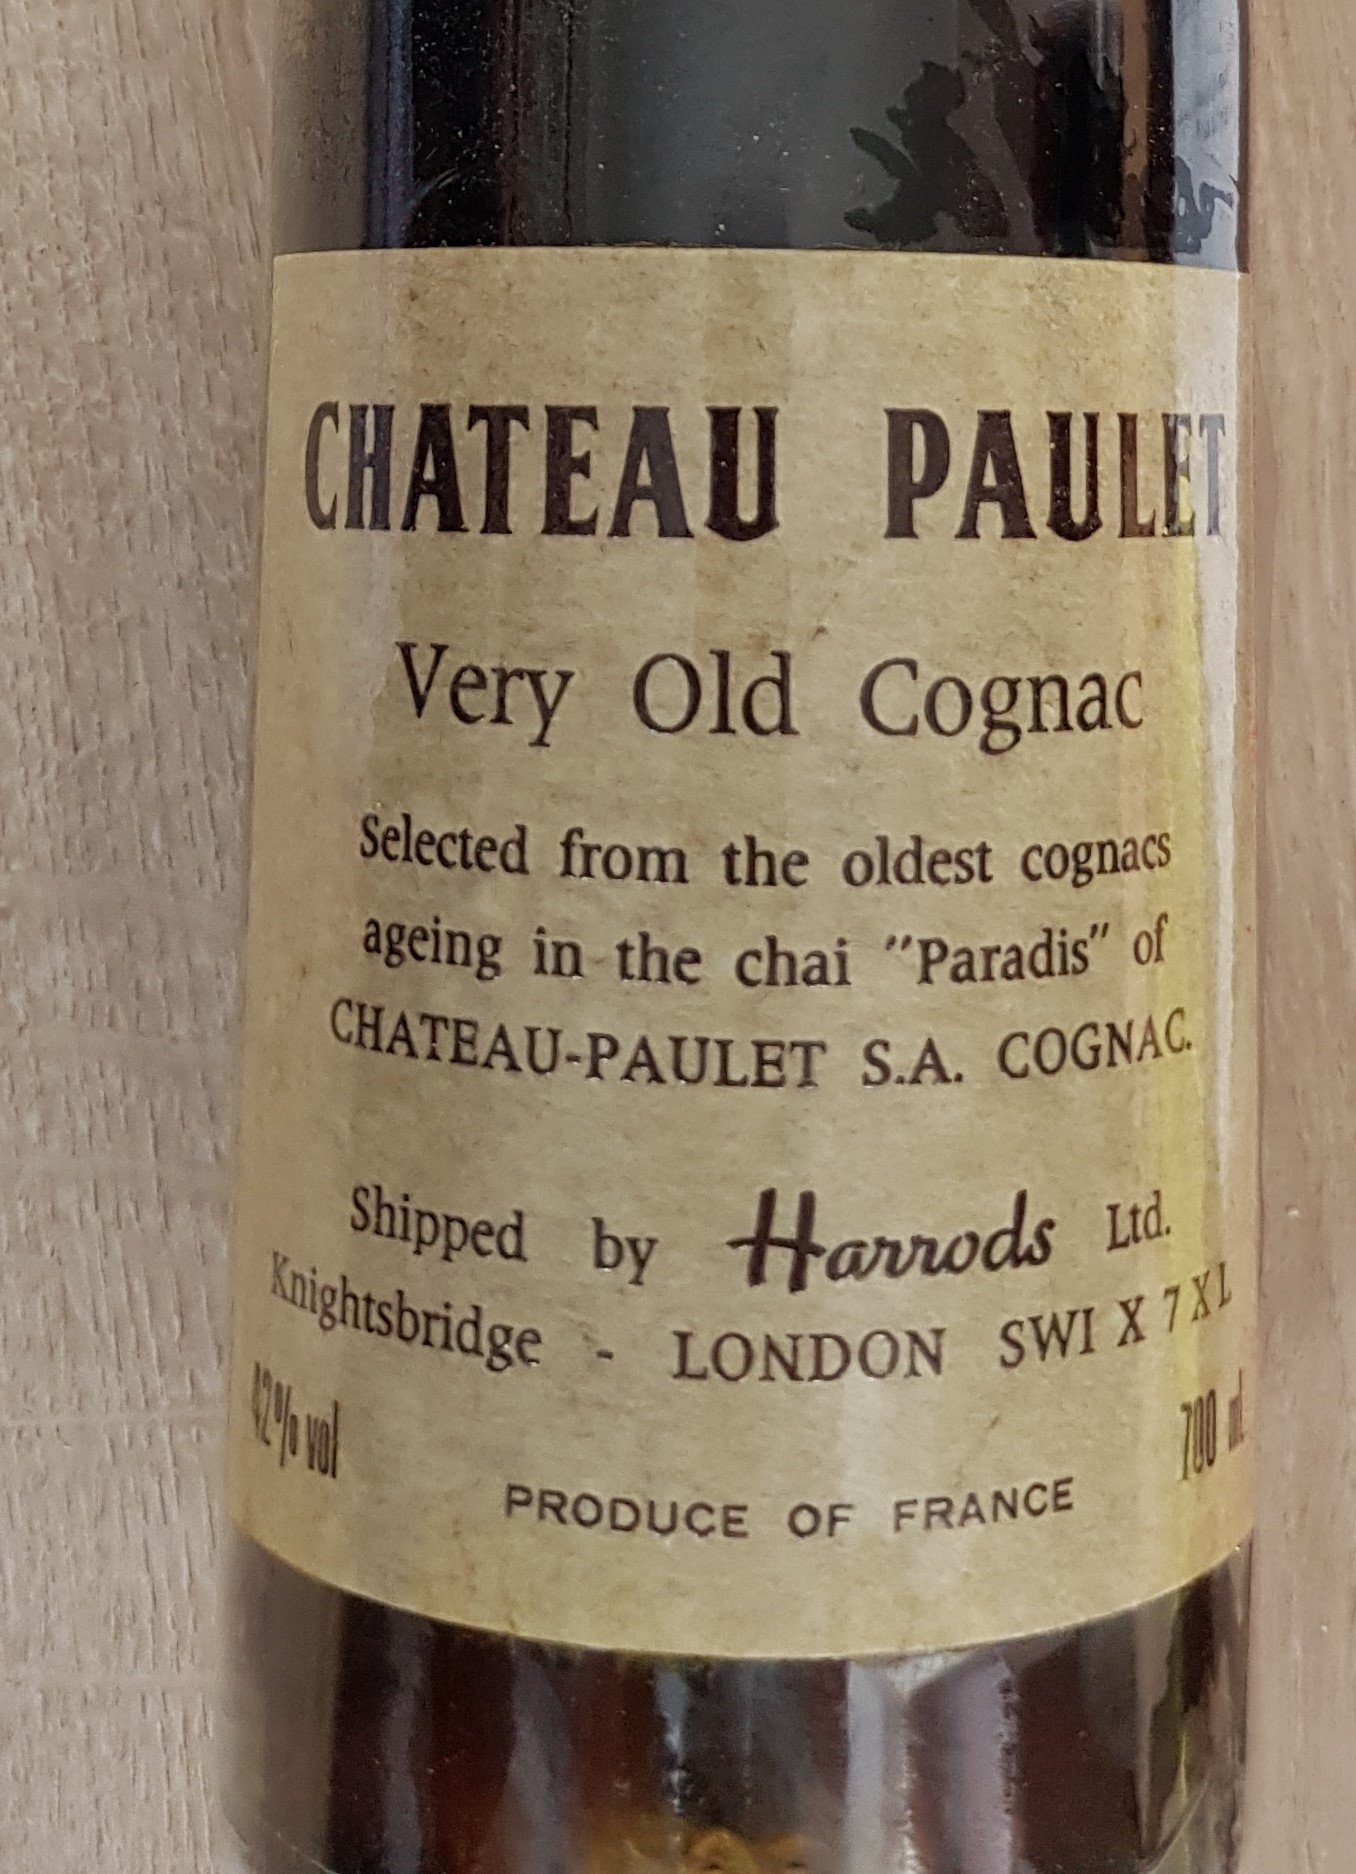 CHATEAU PAULET
Very Old Cognac
Selected from the oldest cognacs
ageing in the chai "Paradis" of
CHATEAU-PAULET S.A. COGNAC.
Shipped by Harrods Ltd.
Knightsbridge - LONDON SWI X 7 X L
42% vol 700 ml
PRODUCE OF FRANCE